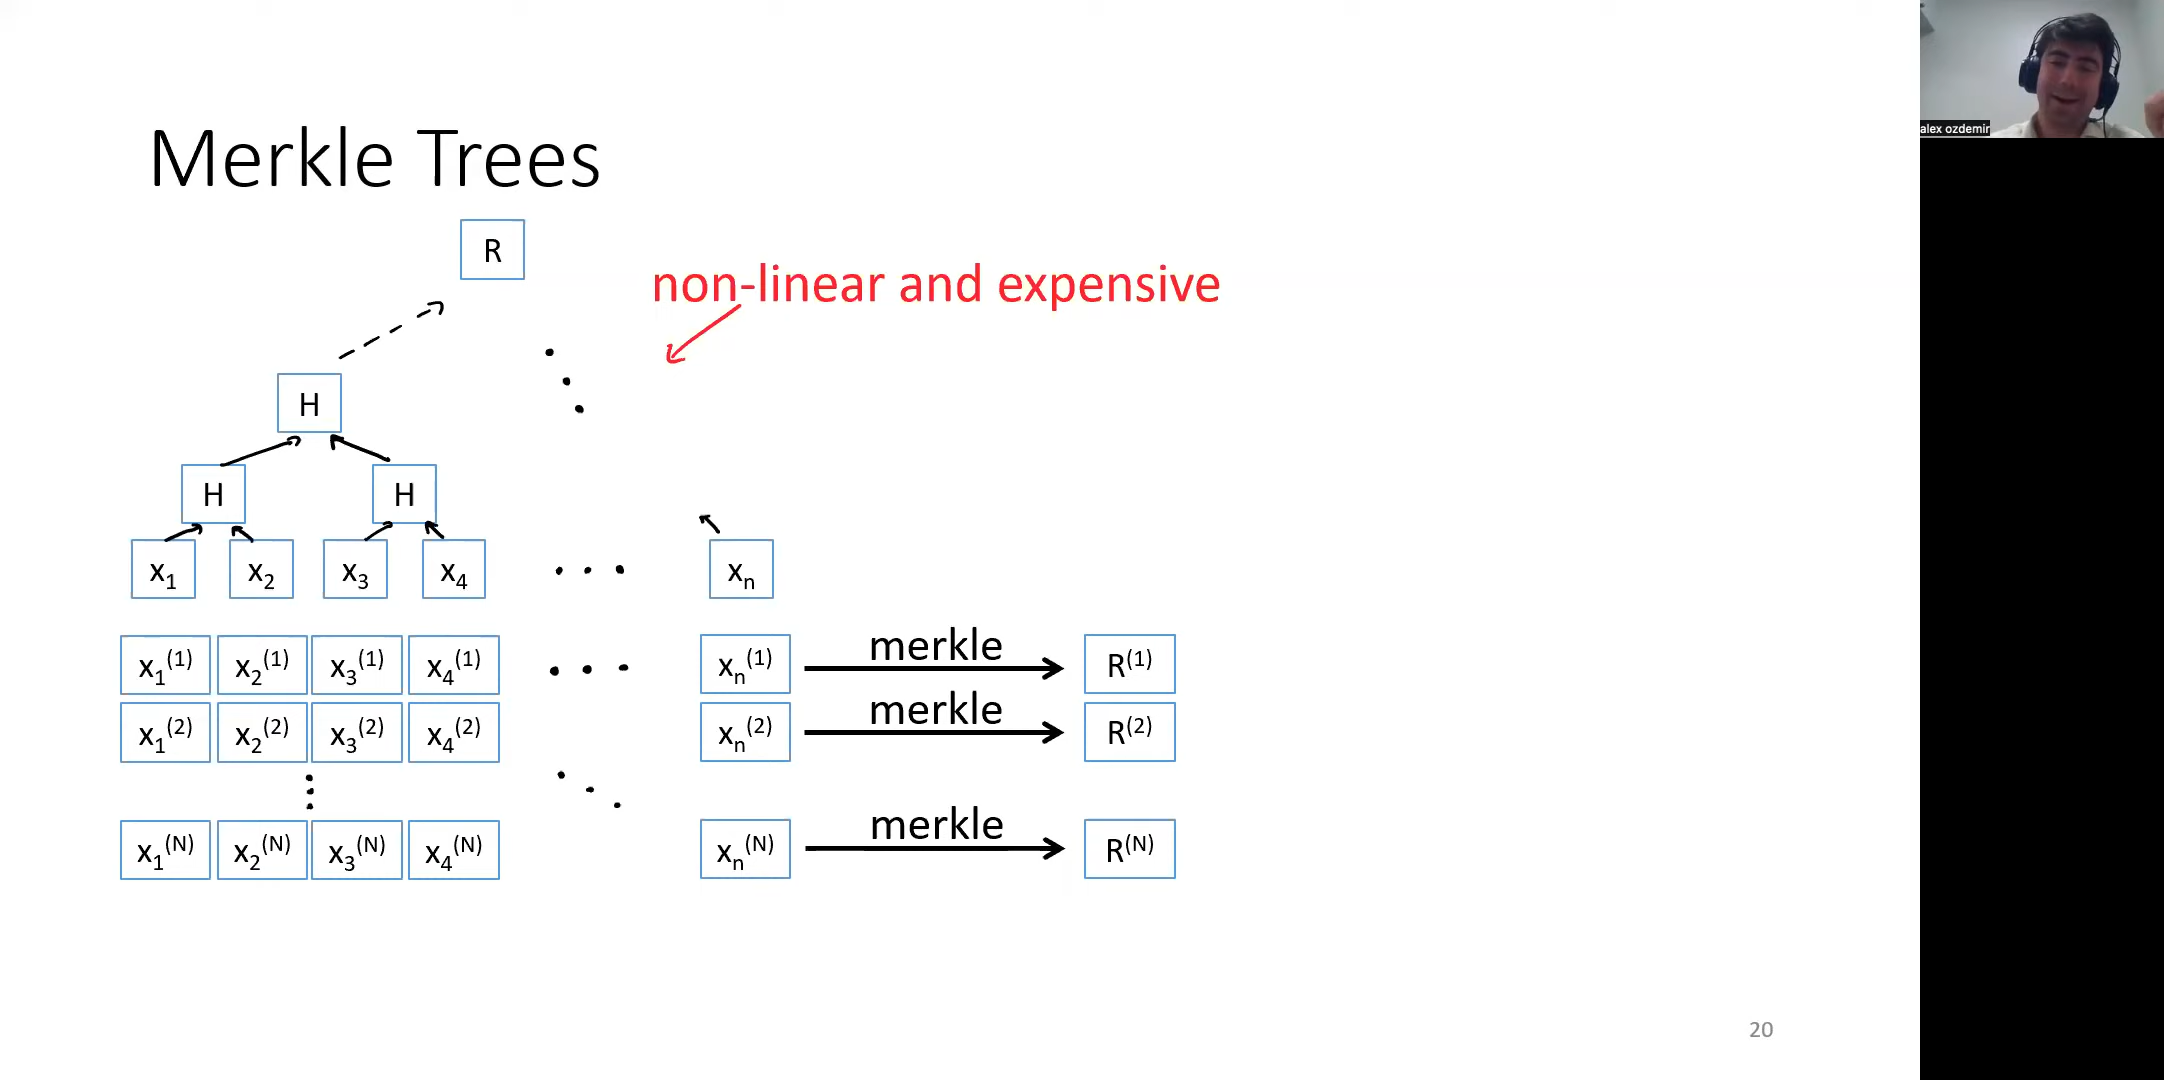 Merkle Trees
R
non-linear and expensive
H
H H
x1 x2 x3 x4 xn
x1(1) x2(1) x3(1) x4(1) xn(1) merkle R(1)
x1(2) x2(2) x3(2) x4(2) xn(2) merkle R(2)
x1(N) x2(N) x3(N) x4(N) xn(N) merkle R(N)
20
alex ozdemir